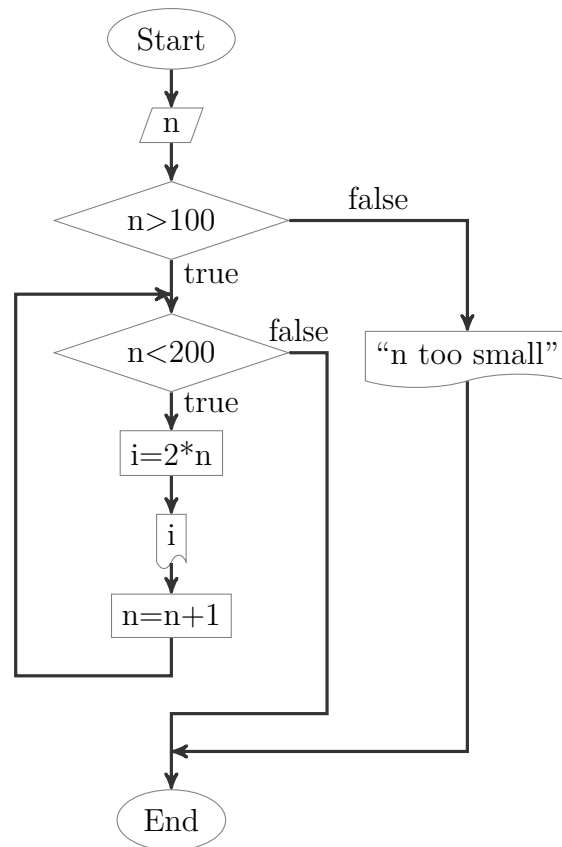 Start
n
n>100
false
true
n<200
false
“n too small”
true
i=2*n
i
n=n+1
End